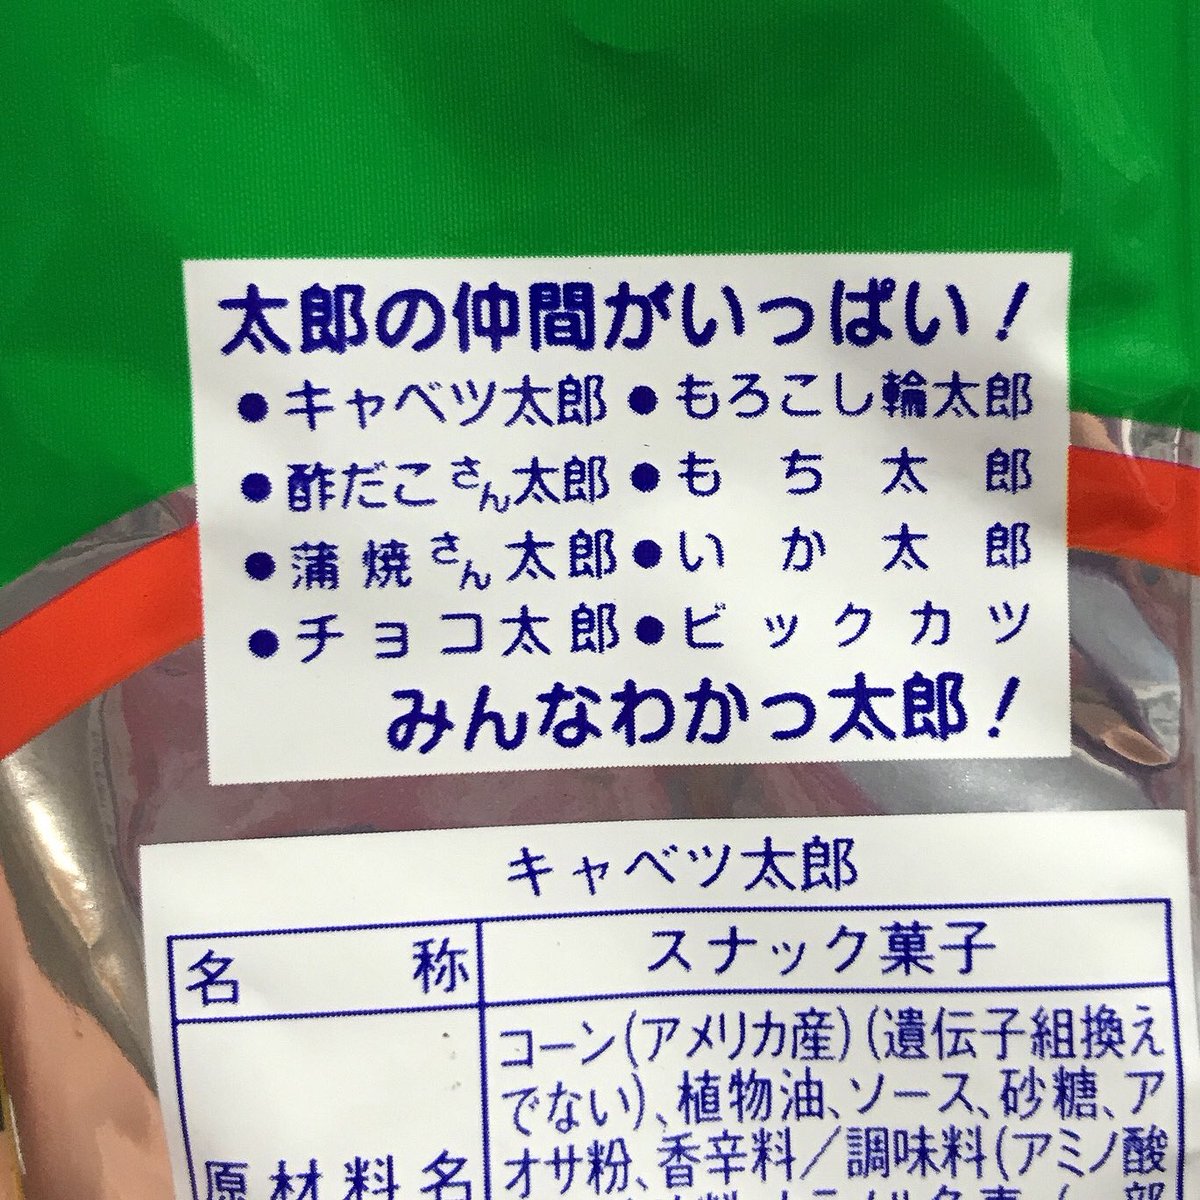 太郎の仲間がいっぱい！
●キャベツ太郎●もろこし輪太郎
●酢だこさん太郎●もち太郎
●蒲焼さん太郎●いか太郎
●チョコ太郎●ビックカツ
みんなわかっ太郎！
キャベツ太郎
名称 スナック菓子
原材料名 コーン(アメリカ産)(遺伝子組換え
でない)、植物油、ソース、砂糖、ア
オサ粉、香辛料／調味料(アミノ酸